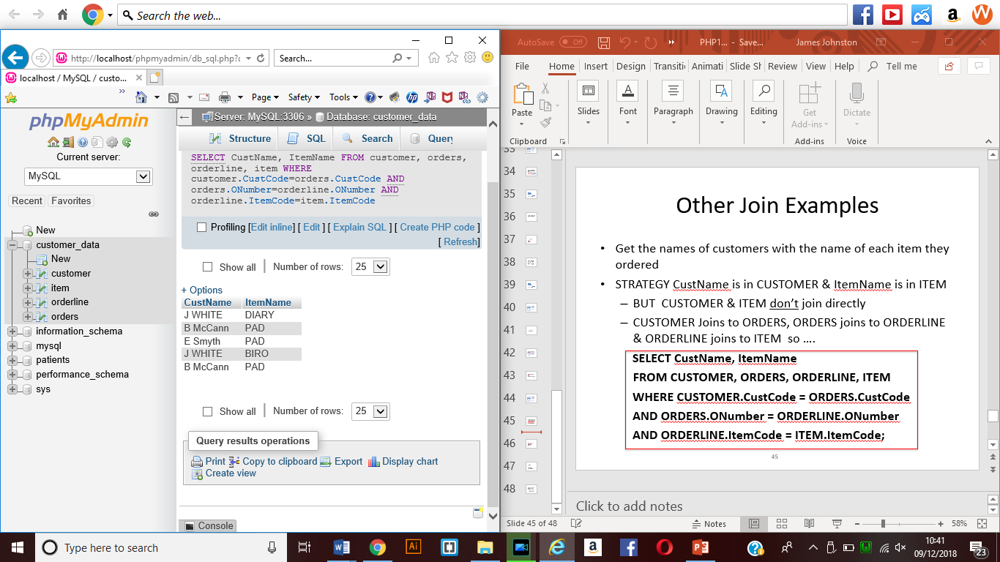 Search the web...
http://localhost/phpmyadmin/db_sql.php?c
Search...
localhost / MySQL / custo...
Page
Safety
Tools
phpMyAdmin
Current server:
MySQL
Recent
Favorites
New
customer_data
New
customer
item
orderline
orders
information_schema
mysql
patients
performance_schema
sys
Server: MySQL:3306 » Database: customer_data
Structure
SQL
Search
Query
SELECT CustName, ItemName FROM customer, orders,
orderline, item WHERE
customer.CustCode=orders.CustCode AND
orders.ONumber=orderline.ONumber AND
orderline.ItemCode=item.ItemCode
Profiling [Edit inline] [ Edit ] [ Explain SQL ] [ Create PHP code ]
[ Refresh]
Show all
Number of rows: 25
+ Options
CustName ItemName
J WHITE DIARY
B McCann PAD
E Smyth PAD
J WHITE BIRO
B McCann PAD
Show all
Number of rows: 25
Query results operations
Print Copy to clipboard Export Display chart
Create view
Console
AutoSave Off
PHP1... - Save...
James Johnston
File Home Insert Design Transiti Animati Slide Sh Review View Help Tell me
Paste
Slides
Font
Paragraph
Drawing
Editing
Get
Add-ins
Dictate
Clipboard
Add-ins
Voice
33
34
35
36
37
38
39
40
41
42
43
44
45
46
47
48
Other Join Examples
• Get the names of customers with the name of each item they
ordered
• STRATEGY CustName is in CUSTOMER & ItemName is in ITEM
– BUT CUSTOMER & ITEM don’t join directly
– CUSTOMER Joins to ORDERS, ORDERS joins to ORDERLINE
& ORDERLINE joins to ITEM so ….
SELECT CustName, ItemName
FROM CUSTOMER, ORDERS, ORDERLINE, ITEM
WHERE CUSTOMER.CustCode = ORDERS.CustCode
AND ORDERS.ONumber = ORDERLINE.ONumber
AND ORDERLINE.ItemCode = ITEM.ItemCode;
45
Click to add notes
Slide 45 of 48
Notes
58%
Type here to search
10:41
09/12/2018
23